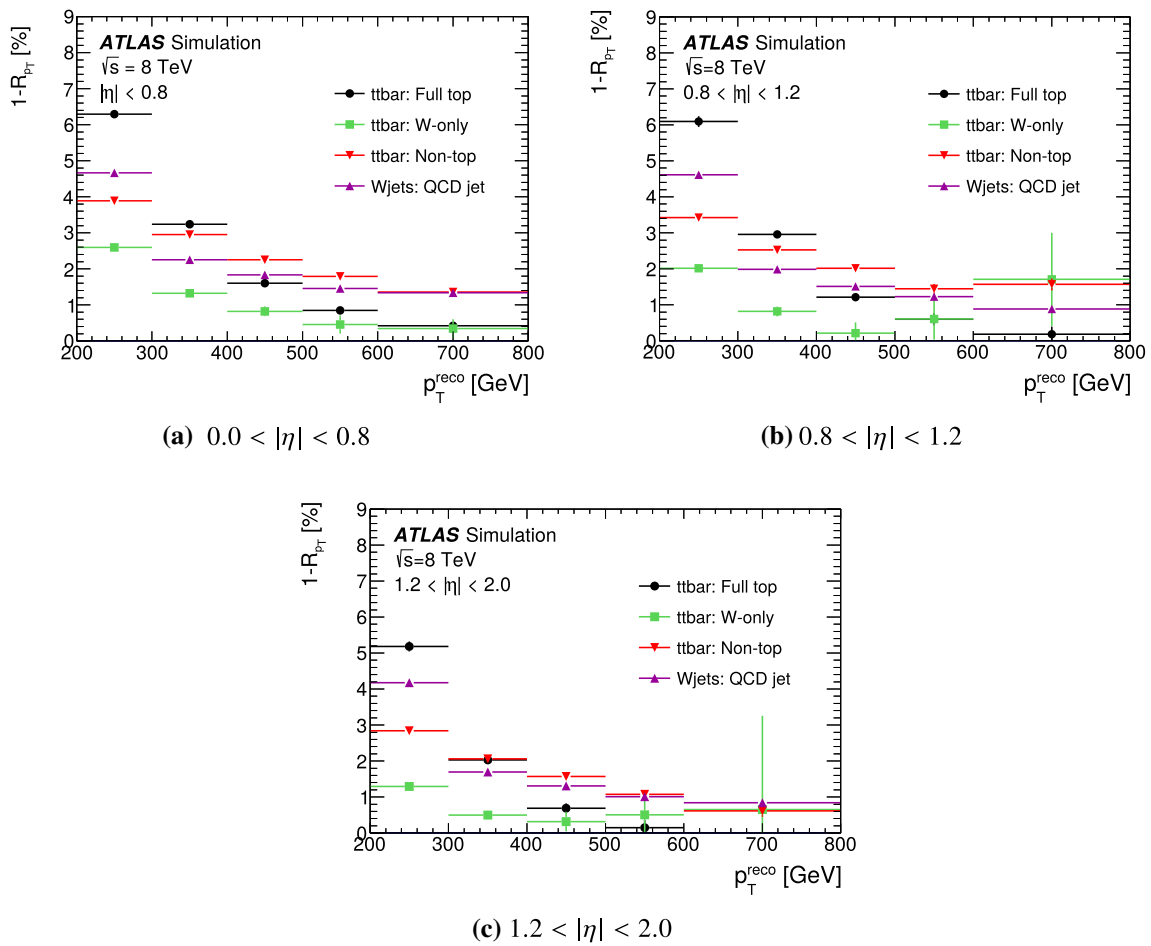 1-R_pT [%]
9
8
7
6
5
4
3
2
1
0
ATLAS Simulation
√s = 8 TeV
|η| < 0.8
ttbar: Full top
ttbar: W-only
ttbar: Non-top
Wjets: QCD jet
200 300 400 500 600 700 800
p_T^reco [GeV]
(a) 0.0 < |η| < 0.8
1-R_pT [%]
9
8
7
6
5
4
3
2
1
0
ATLAS Simulation
√s=8 TeV
0.8 < |η| < 1.2
ttbar: Full top
ttbar: W-only
ttbar: Non-top
Wjets: QCD jet
200 300 400 500 600 700 800
p_T^reco [GeV]
(b) 0.8 < |η| < 1.2
1-R_pT [%]
9
8
7
6
5
4
3
2
1
0
ATLAS Simulation
√s=8 TeV
1.2 < |η| < 2.0
ttbar: Full top
ttbar: W-only
ttbar: Non-top
Wjets: QCD jet
200 300 400 500 600 700 800
p_T^reco [GeV]
(c) 1.2 < |η| < 2.0